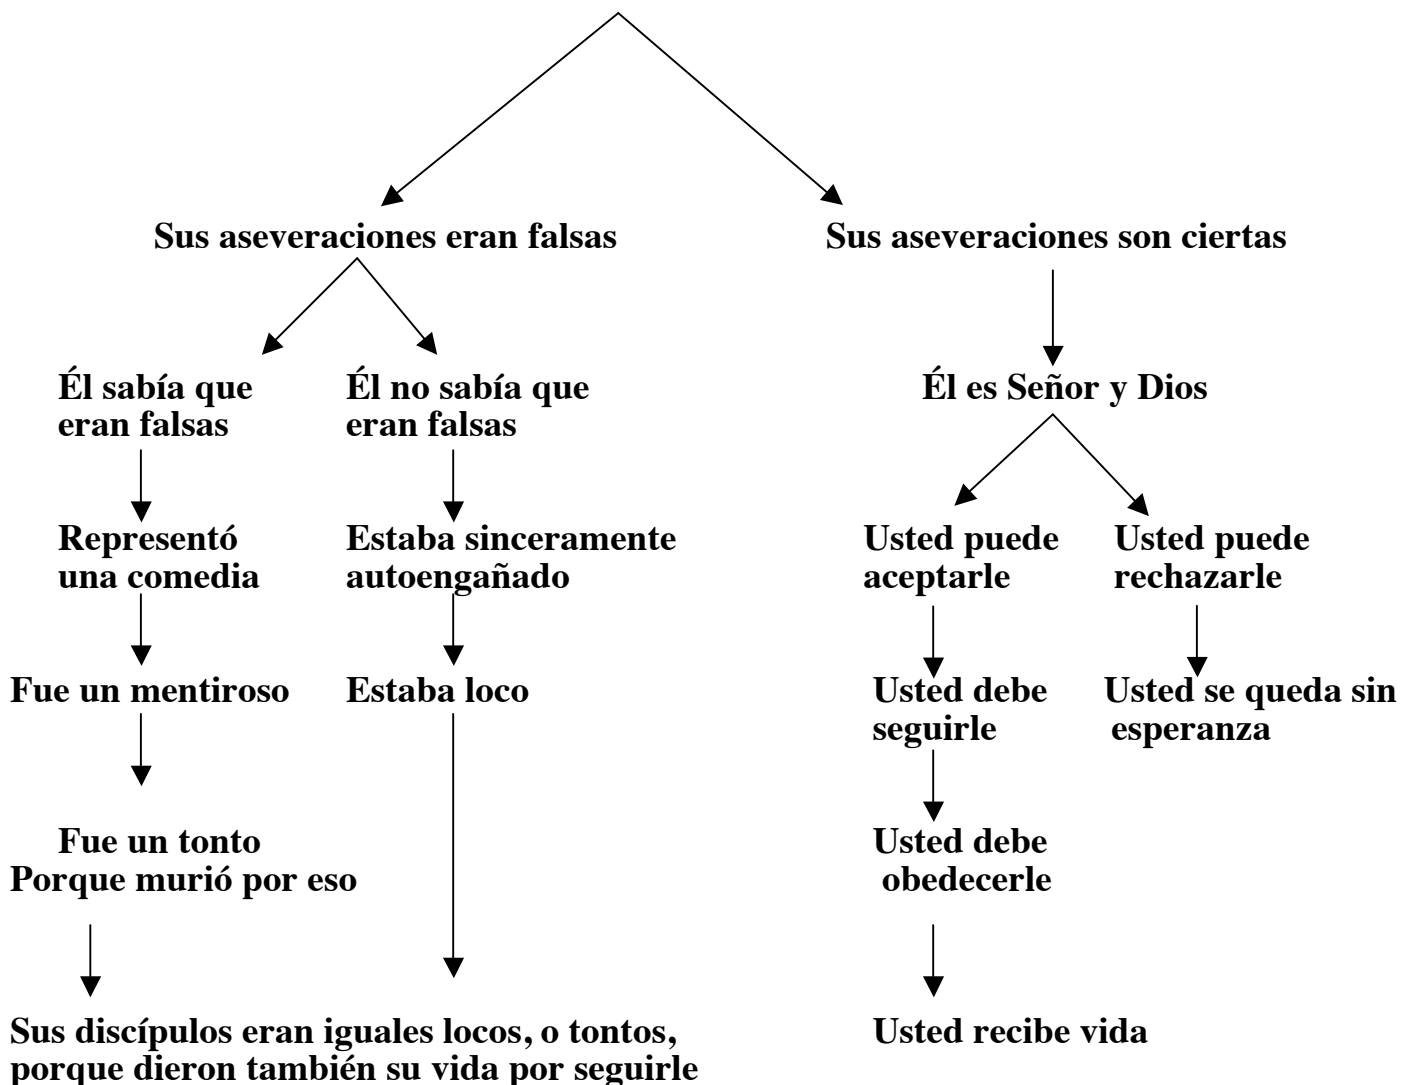 Sus aseveraciones eran falsas
Sus aseveraciones son ciertas
Él sabía que
eran falsas
Él no sabía que
eran falsas
Él es Señor y Dios
Representó
una comedia
Estaba sinceramente
autoengañado
Usted puede
aceptarle
Usted puede
rechazarle
Fue un mentiroso
Estaba loco
Usted debe
seguirle
Usted se queda sin
esperanza
Fue un tonto
Porque murió por eso
Usted debe
obedecerle
Sus discípulos eran iguales locos, o tontos,
porque dieron también su vida por seguirle
Usted recibe vida